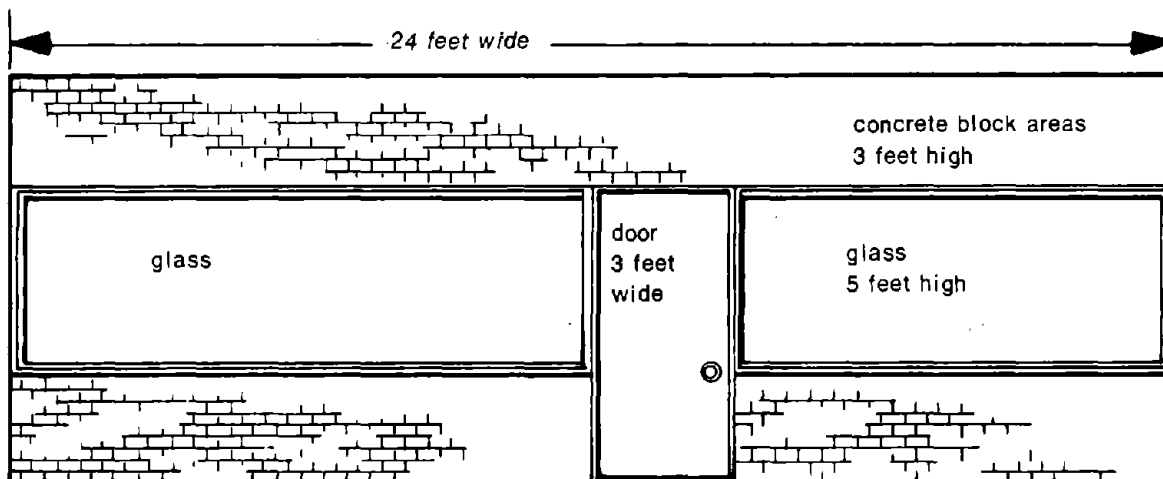 24 feet wide
concrete block areas
3 feet high
glass
door
3 feet
wide
glass
5 feet high